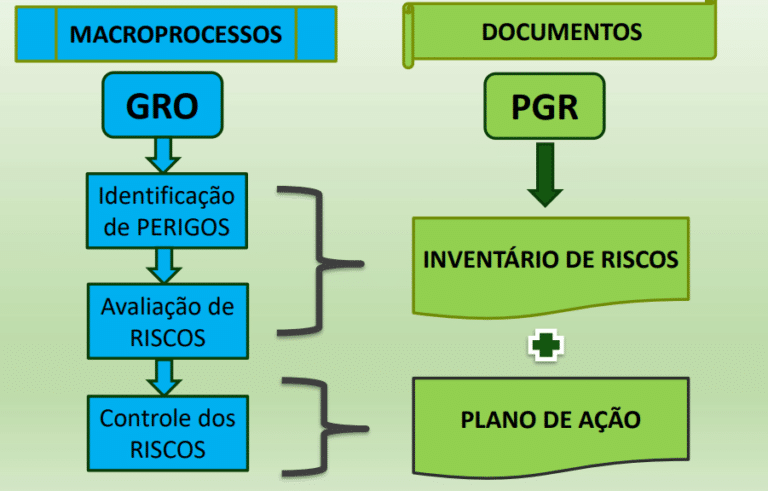 MACROPROCESSOS
DOCUMENTOS
GRO
PGR
Identificação
de PERIGOS
INVENTÁRIO DE RISCOS
Avaliação de
RISCOS
Controle dos
RISCOS
PLANO DE AÇÃO